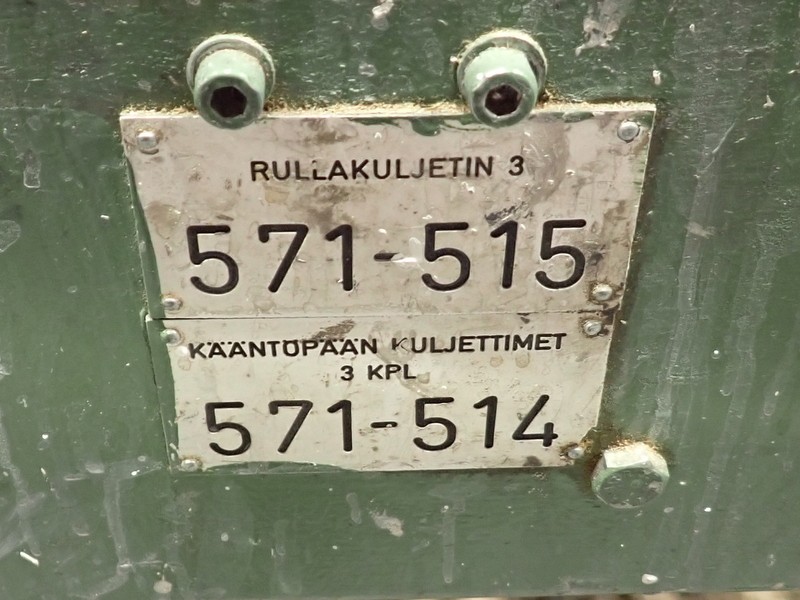 RULLAKULJETIN 3
571-515
KÄÄNTÖPÄÄN KULJETTIMET
3 KPL
571-514